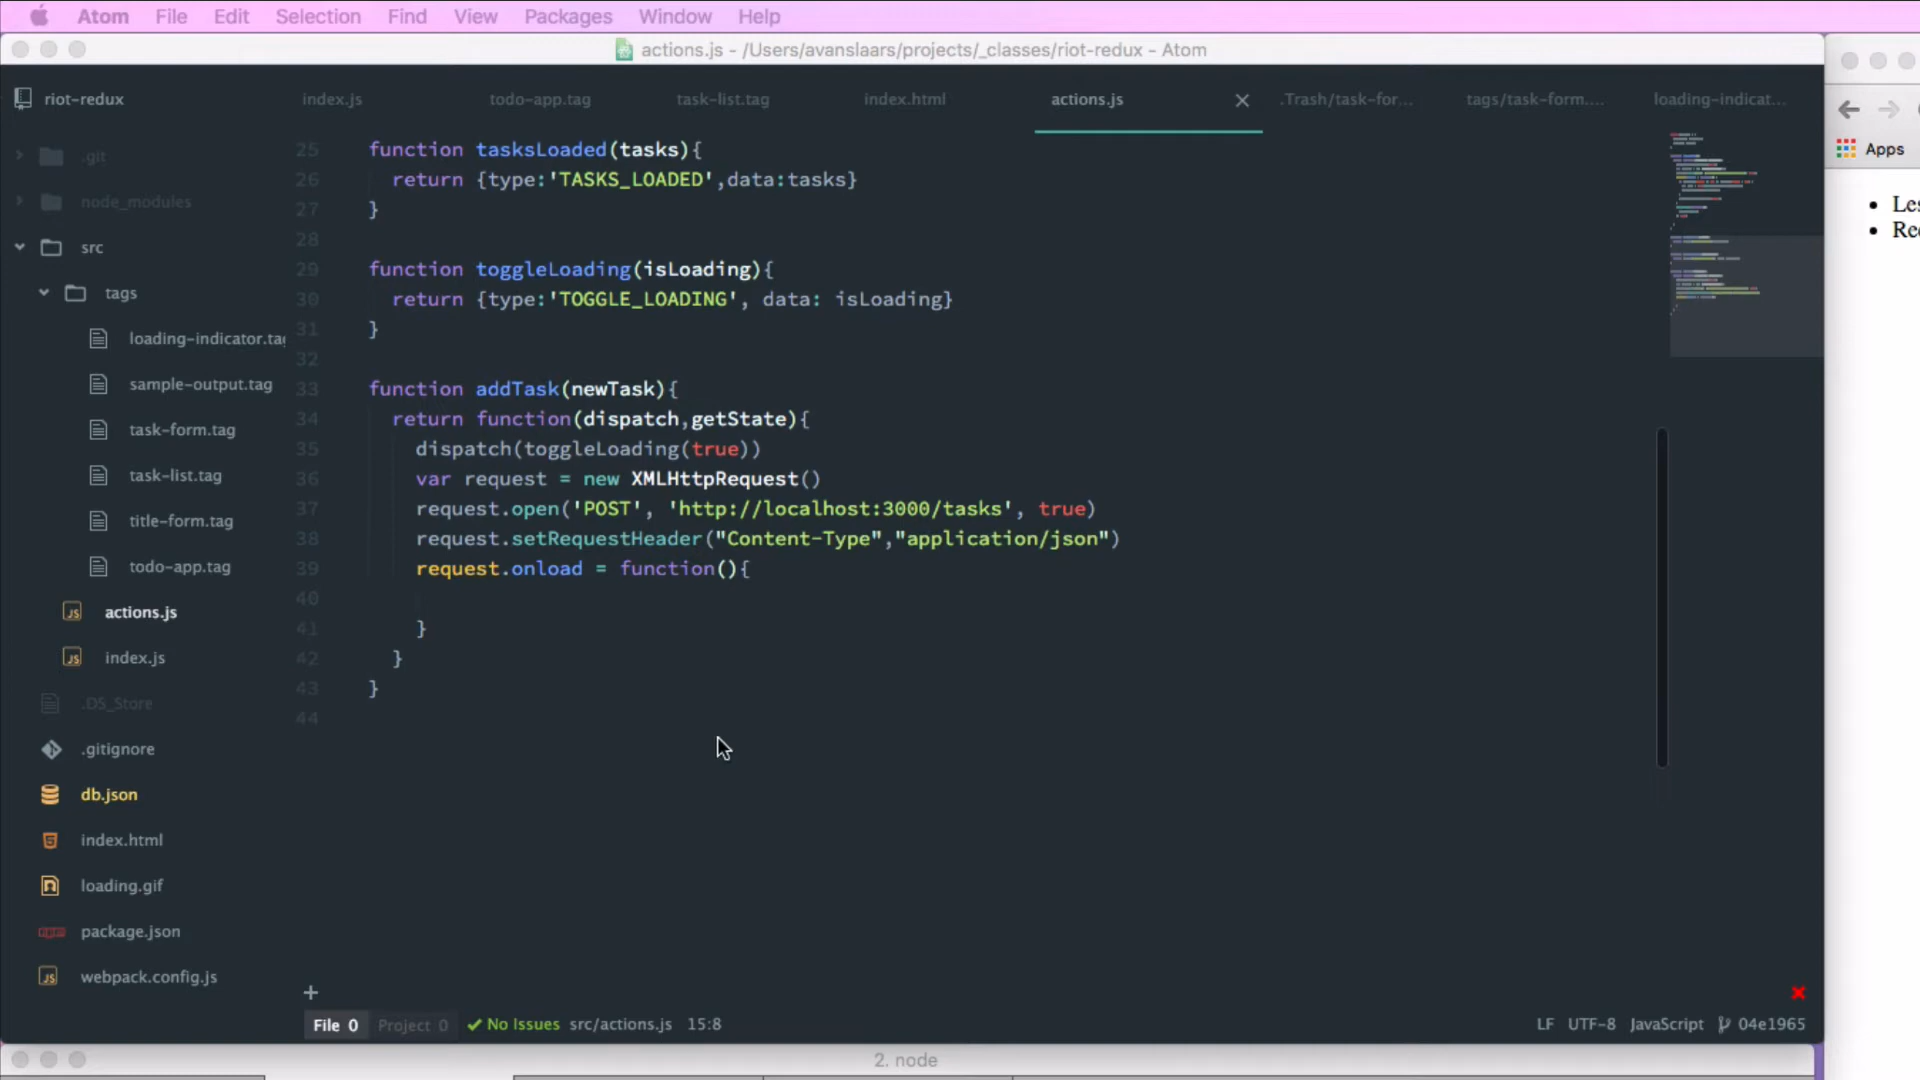 Atom File Edit Selection Find View Packages Window Help
actions.js - /Users/avanslaars/projects/_classes/riot-redux - Atom
riot-redux
index.js todo-app.tag task-list.tag index.html actions.js .Trash/task-for... tags/task-form.... loading-indicat...
.git
node_modules
src
tags
loading-indicator.tag
sample-output.tag
task-form.tag
task-list.tag
title-form.tag
todo-app.tag
actions.js
index.js
.DS_Store
.gitignore
db.json
index.html
loading.gif
package.json
webpack.config.js
25 function tasksLoaded(tasks){
26 return {type:'TASKS_LOADED',data:tasks}
27 }
28
29 function toggleLoading(isLoading){
30 return {type:'TOGGLE_LOADING', data: isLoading}
31 }
32
33 function addTask(newTask){
34 return function(dispatch,getState){
35 dispatch(toggleLoading(true))
36 var request = new XMLHttpRequest()
37 request.open('POST', 'http://localhost:3000/tasks', true)
38 request.setRequestHeader("Content-Type","application/json")
39 request.onload = function(){
40
41 }
42 }
43 }
44
+
File 0 Project 0 No Issues src/actions.js 15:8 LF UTF-8 JavaScript 04e1965
2. node
Apps